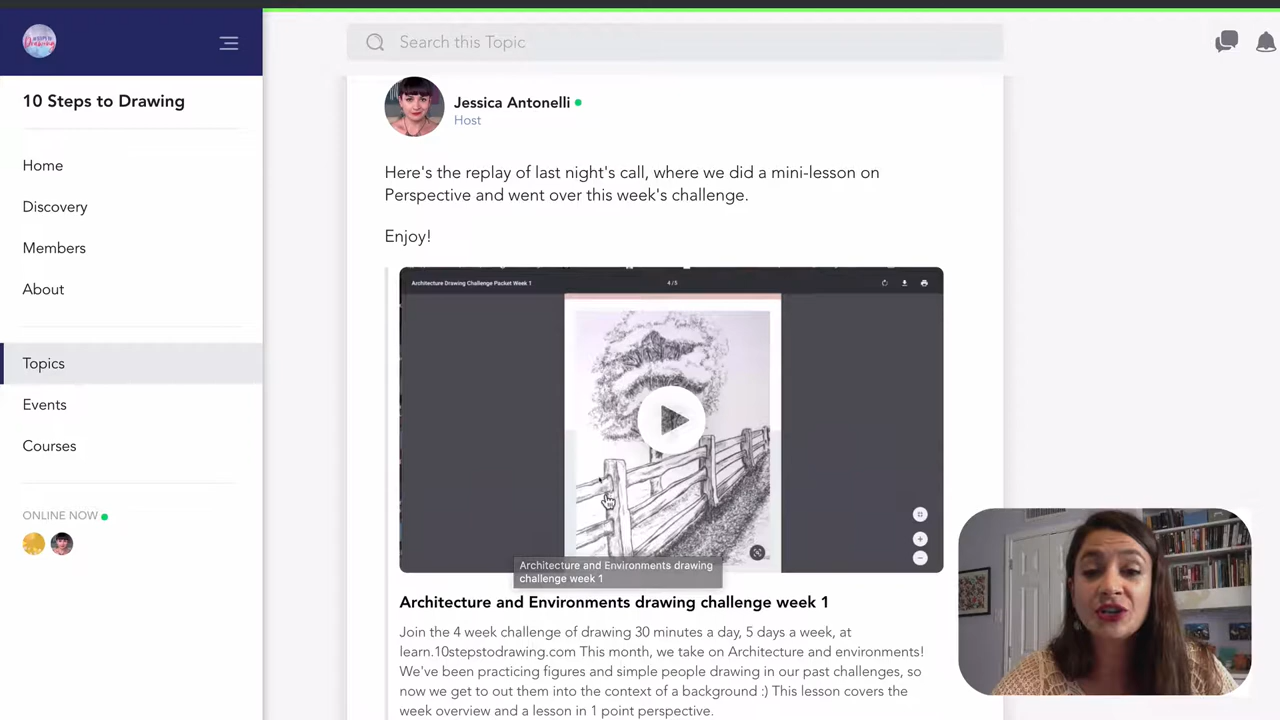 Drawing
Search this Topic
10 Steps to Drawing
Home
Discovery
Members
About
Topics
Events
Courses
ONLINE NOW
Jessica Antonelli
Host
Here's the replay of last night's call, where we did a mini-lesson on
Perspective and went over this week's challenge.
Enjoy!
Architecture Drawing Challenge Packet Week 1
4 / 5
Architecture and Environments drawing
challenge week 1
Architecture and Environments drawing challenge week 1
Join the 4 week challenge of drawing 30 minutes a day, 5 days a week, at
learn.10stepstodrawing.com This month, we take on Architecture and environments!
We've been practicing figures and simple people drawing in our past challenges, so
now we get to out them into the context of a background :) This lesson covers the
week overview and a lesson in 1 point perspective.